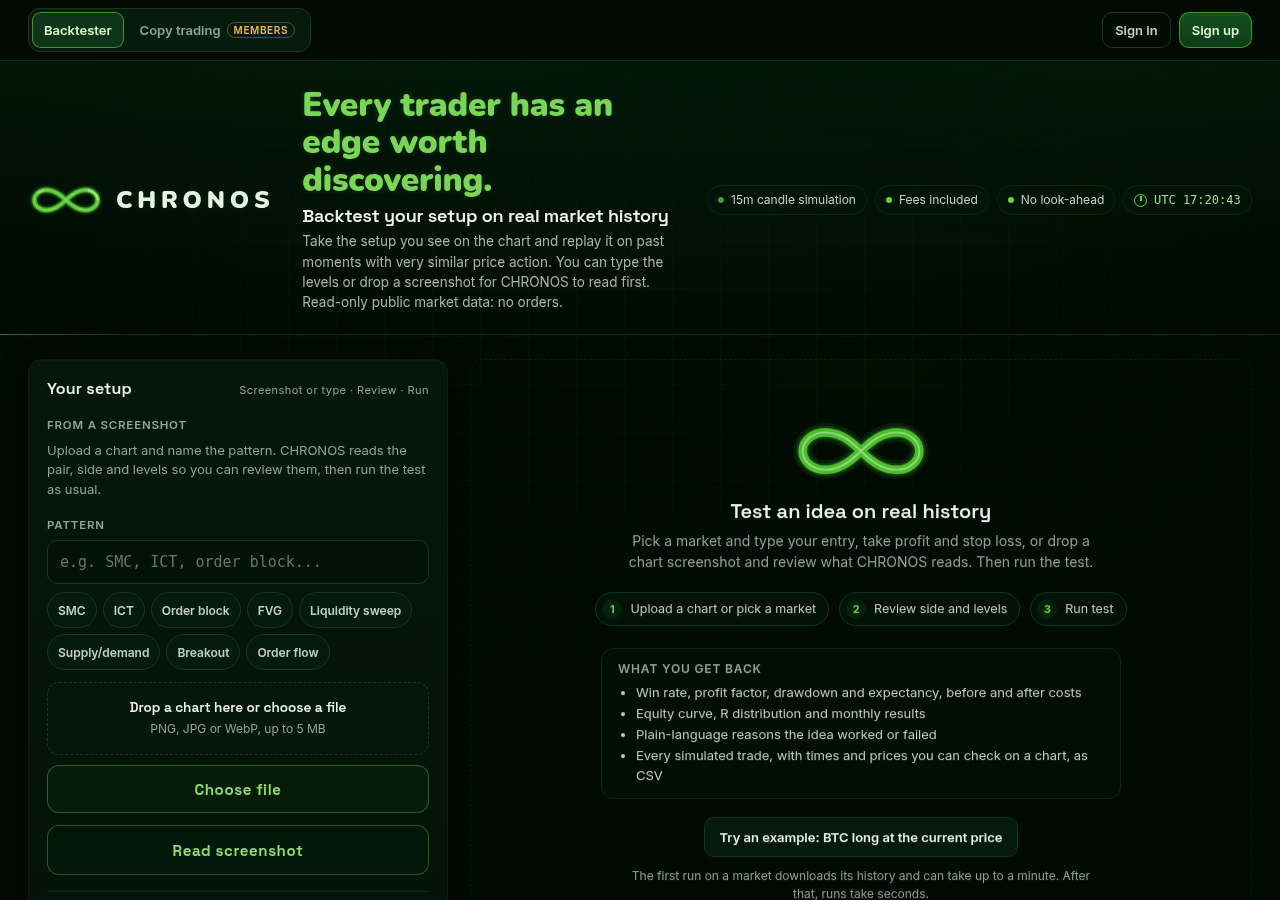 Backtester
Copy trading MEMBERS
Sign in
Sign up
CHRONOS
Every trader has an
edge worth
discovering.
Backtest your setup on real market history
Take the setup you see on the chart and replay it on past
moments with very similar price action. You can type the
levels or drop a screenshot for CHRONOS to read first.
Read-only public market data: no orders.
15m candle simulation
Fees included
No look-ahead
UTC 17:20:43
Your setup
Screenshot or type · Review · Run
FROM A SCREENSHOT
Upload a chart and name the pattern. CHRONOS reads the
pair, side and levels so you can review them, then run the test
as usual.
PATTERN
e.g. SMC, ICT, order block...
SMC
ICT
Order block
FVG
Liquidity sweep
Supply/demand
Breakout
Order flow
Drop a chart here or choose a file
PNG, JPG or WebP, up to 5 MB
Choose file
Read screenshot
Test an idea on real history
Pick a market and type your entry, take profit and stop loss, or drop a
chart screenshot and review what CHRONOS reads. Then run the test.
1 Upload a chart or pick a market
2 Review side and levels
3 Run test
WHAT YOU GET BACK
• Win rate, profit factor, drawdown and expectancy, before and after costs
• Equity curve, R distribution and monthly results
• Plain-language reasons the idea worked or failed
• Every simulated trade, with times and prices you can check on a chart, as
CSV
Try an example: BTC long at the current price
The first run on a market downloads its history and can take up to a minute. After
that, runs take seconds.